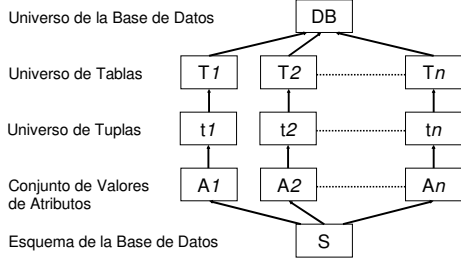 Universo de la Base de Datos
DB
Universo de Tablas
T1 T2 Tn
Universo de Tuplas
t1 t2 tn
Conjunto de Valores
de Atributos
A1 A2 An
Esquema de la Base de Datos
S